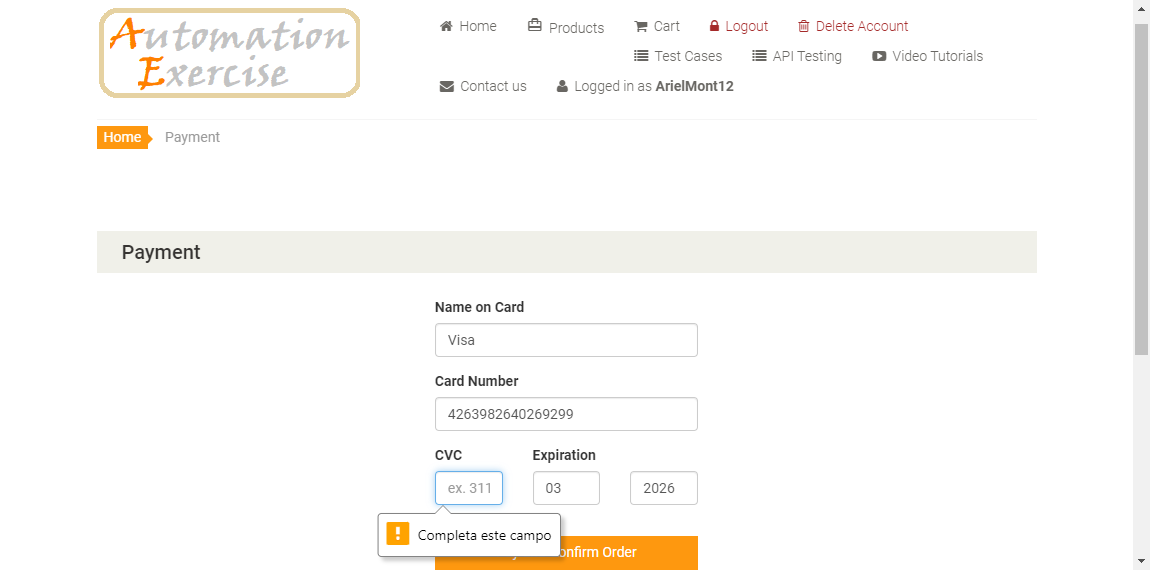 Automation
Exercise
Home Products Cart Logout Delete Account
Test Cases API Testing Video Tutorials
Contact us Logged in as ArielMont12
Home Payment
Payment
Name on Card
Visa
Card Number
4263982640269299
CVC Expiration
ex. 311 03 2026
Completa este campo
Order